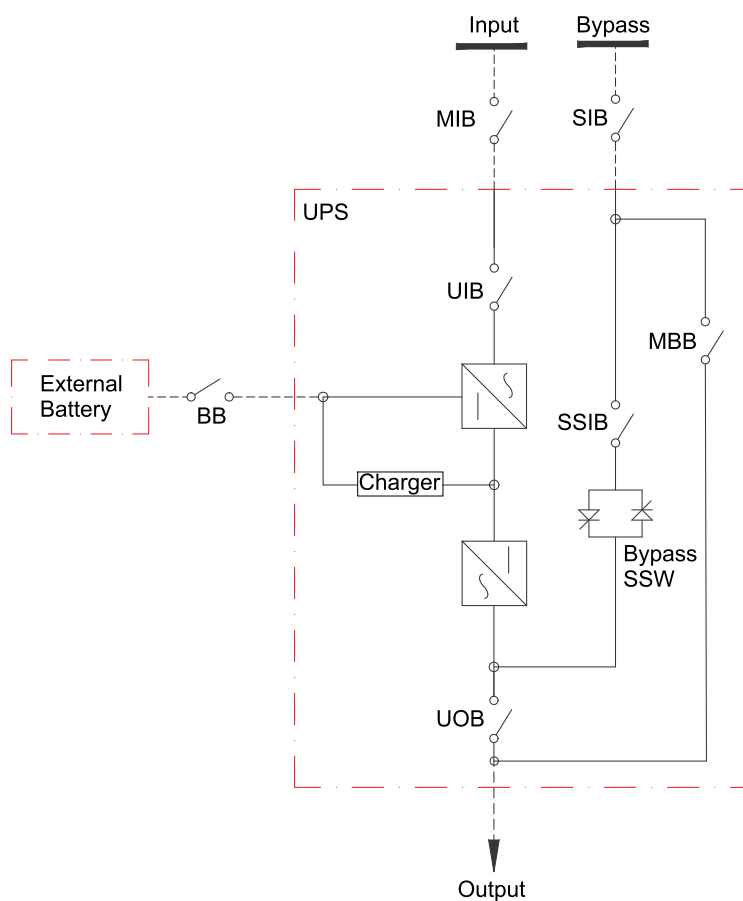 Input
Bypass
MIB
SIB
UPS
UIB
MBB
External
Battery
BB
SSIB
Charger
Bypass
SSW
UOB
Output